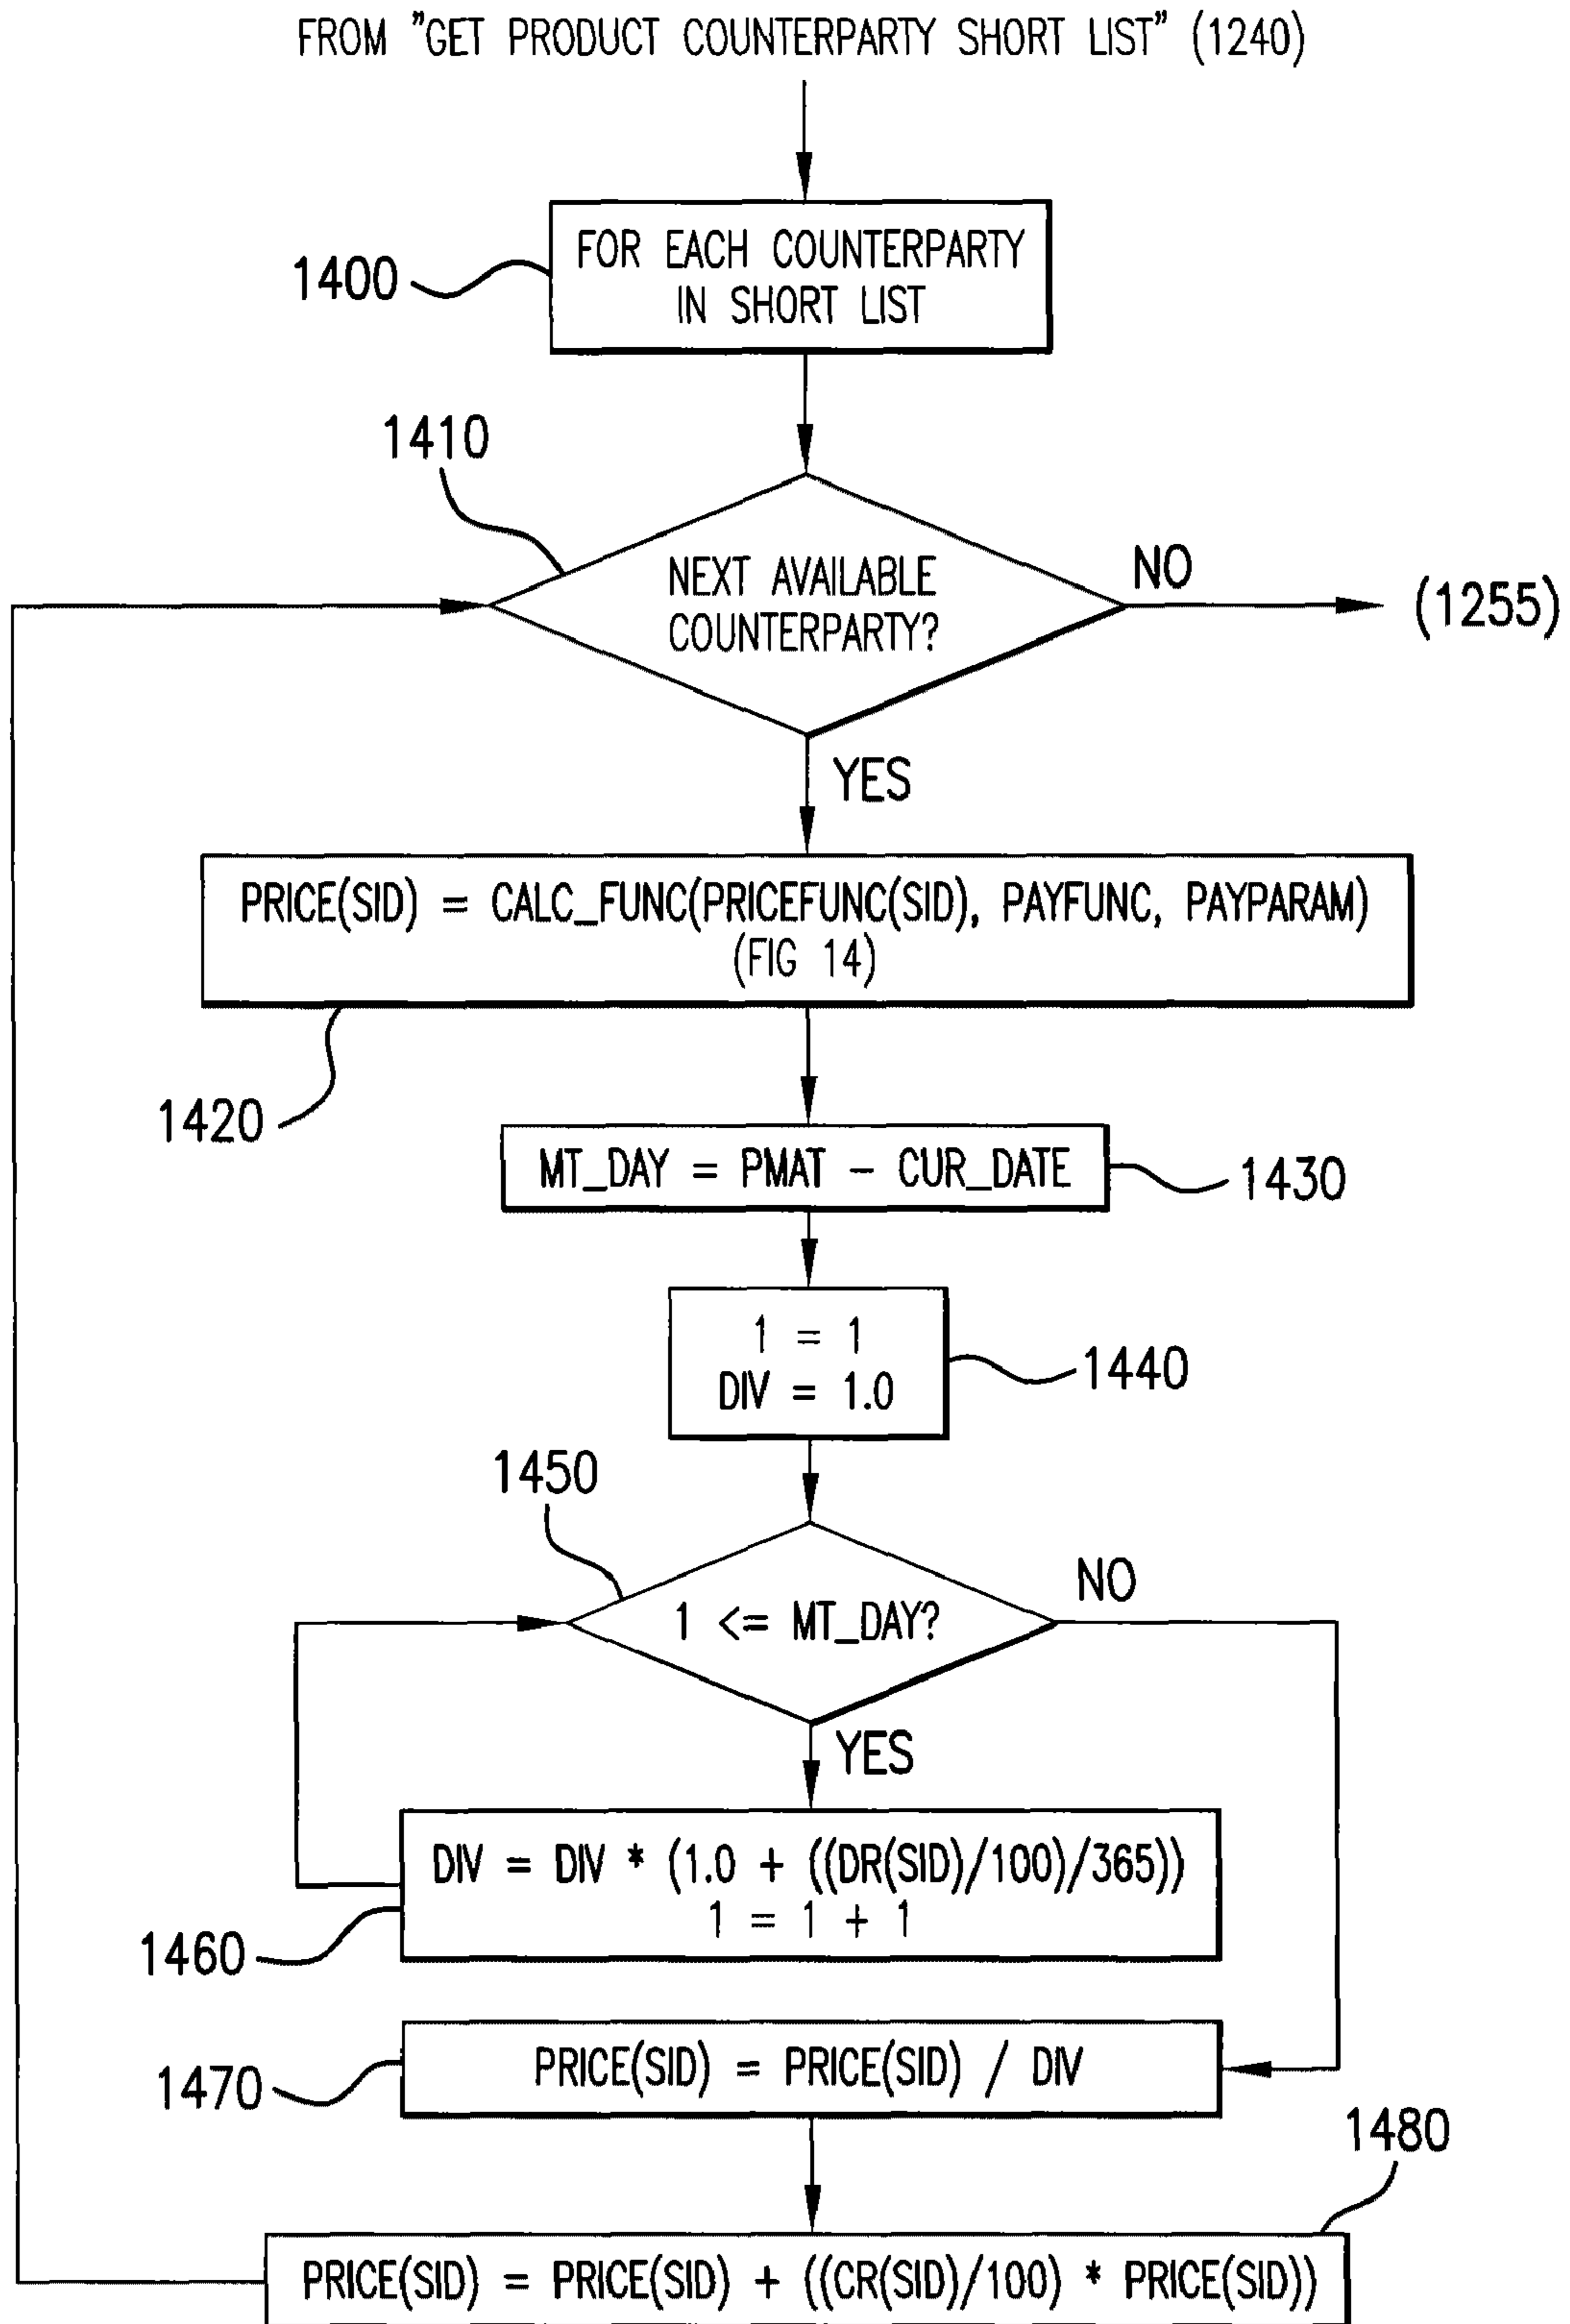 FROM "GET PRODUCT COUNTERPARTY SHORT LIST" (1240)
1400
FOR EACH COUNTERPARTY
IN SHORT LIST
1410
NEXT AVAILABLE
COUNTERPARTY?
NO
(1255)
YES
PRICE(SID) = CALC_FUNC(PRICEFUNC(SID), PAYFUNC, PAYPARAM)
(FIG 14)
1420
MT_DAY = PMAT - CUR_DATE
1430
1 = 1
DIV = 1.0
1440
1450
1 <= MT_DAY?
NO
YES
DIV = DIV * (1.0 + ((DR(SID)/100)/365))
1 = 1 + 1
1460
PRICE(SID) = PRICE(SID) / DIV
1470
1480
PRICE(SID) = PRICE(SID) + ((CR(SID)/100) * PRICE(SID))